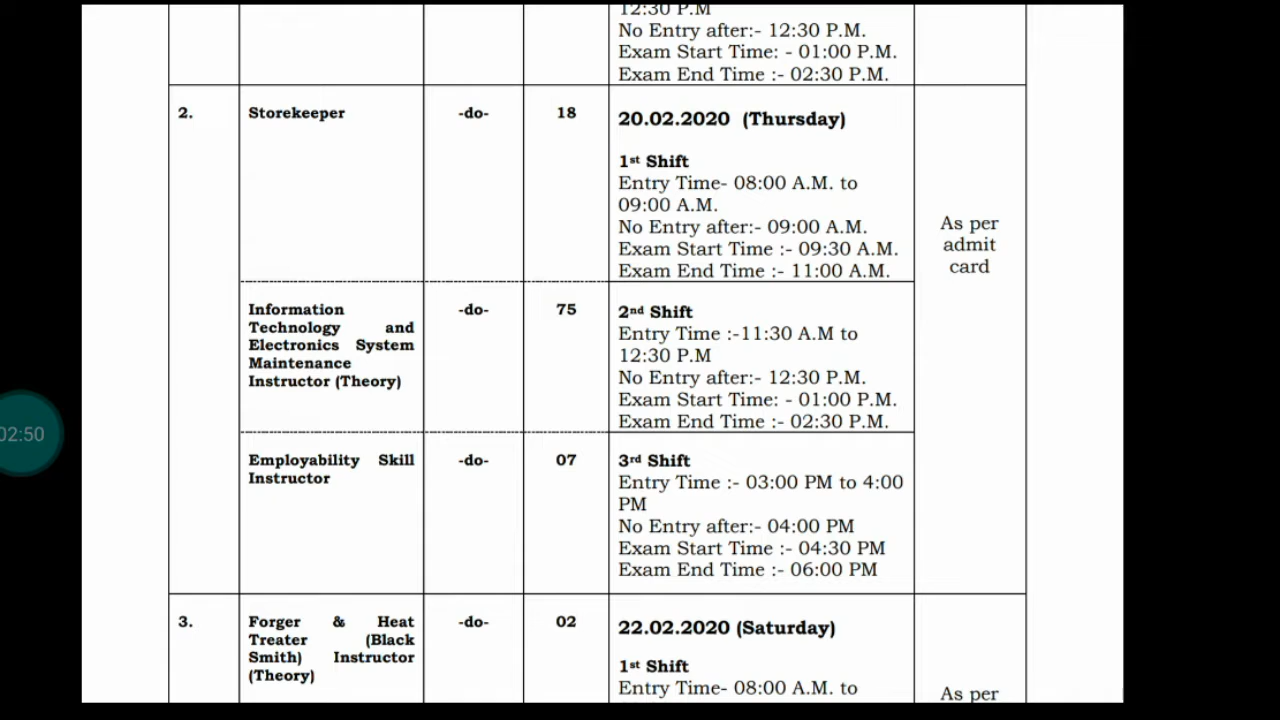 12:30 P.M
No Entry after:- 12:30 P.M.
Exam Start Time: - 01:00 P.M.
Exam End Time :- 02:30 P.M.
2.
Storekeeper
-do-
18
20.02.2020 (Thursday)
1st Shift
Entry Time- 08:00 A.M. to
09:00 A.M.
No Entry after:- 09:00 A.M.
Exam Start Time :- 09:30 A.M.
Exam End Time :- 11:00 A.M.
As per
admit
card
Information
Technology and
Electronics System
Maintenance
Instructor (Theory)
-do-
75
2nd Shift
Entry Time :-11:30 A.M to
12:30 P.M
No Entry after:- 12:30 P.M.
Exam Start Time: - 01:00 P.M.
Exam End Time :- 02:30 P.M.
Employability Skill
Instructor
-do-
07
3rd Shift
Entry Time :- 03:00 PM to 4:00
PM
No Entry after:- 04:00 PM
Exam Start Time :- 04:30 PM
Exam End Time :- 06:00 PM
3.
Forger & Heat
Treater (Black
Smith) Instructor
(Theory)
-do-
02
22.02.2020 (Saturday)
1st Shift
Entry Time- 08:00 A.M. to
As per
02:50